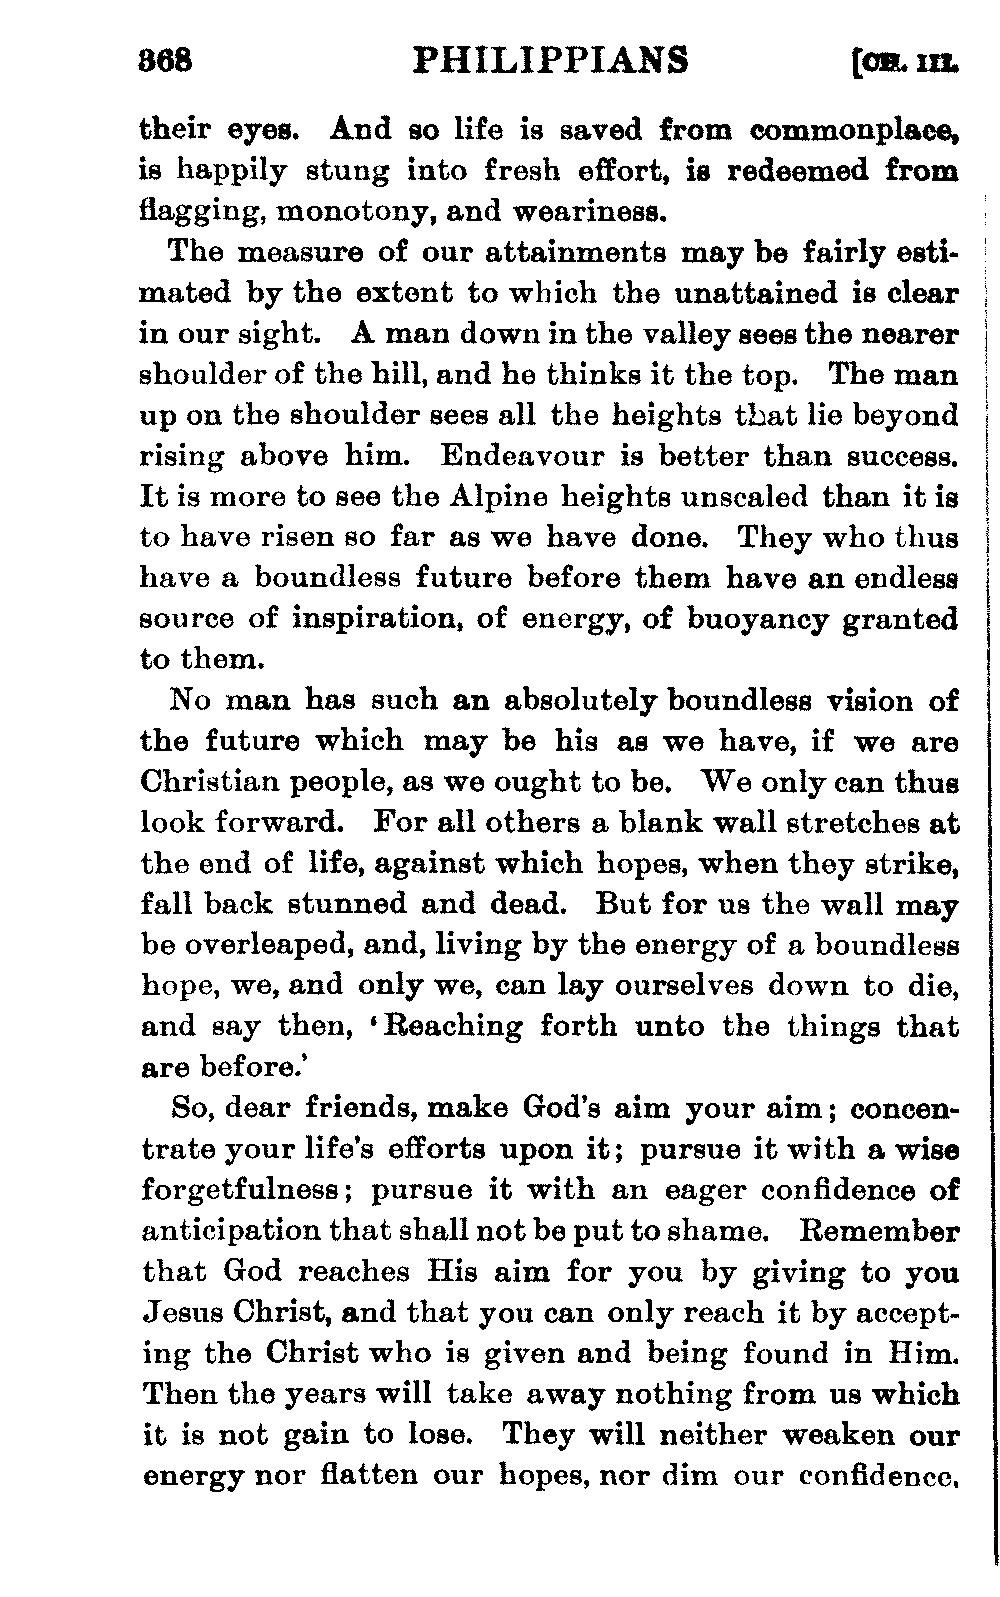 368 PHILIPPIANS [CH. III.
their eyes. And so life is saved from commonplace,
is happily stung into fresh effort, is redeemed from
flagging, monotony, and weariness.
The measure of our attainments may be fairly esti-
mated by the extent to which the unattained is clear
in our sight. A man down in the valley sees the nearer
shoulder of the hill, and he thinks it the top. The man
up on the shoulder sees all the heights that lie beyond
rising above him. Endeavour is better than success.
It is more to see the Alpine heights unscaled than it is
to have risen so far as we have done. They who thus
have a boundless future before them have an endless
source of inspiration, of energy, of buoyancy granted
to them.
No man has such an absolutely boundless vision of
the future which may be his as we have, if we are
Christian people, as we ought to be. We only can thus
look forward. For all others a blank wall stretches at
the end of life, against which hopes, when they strike,
fall back stunned and dead. But for us the wall may
be overleaped, and, living by the energy of a boundless
hope, we, and only we, can lay ourselves down to die,
and say then, ‘Reaching forth unto the things that
are before.’
So, dear friends, make God's aim your aim; concen-
trate your life's efforts upon it; pursue it with a wise
forgetfulness; pursue it with an eager confidence of
anticipation that shall not be put to shame. Remember
that God reaches His aim for you by giving to you
Jesus Christ, and that you can only reach it by accept-
ing the Christ who is given and being found in Him.
Then the years will take away nothing from us which
it is not gain to lose. They will neither weaken our
energy nor flatten our hopes, nor dim our confidence,